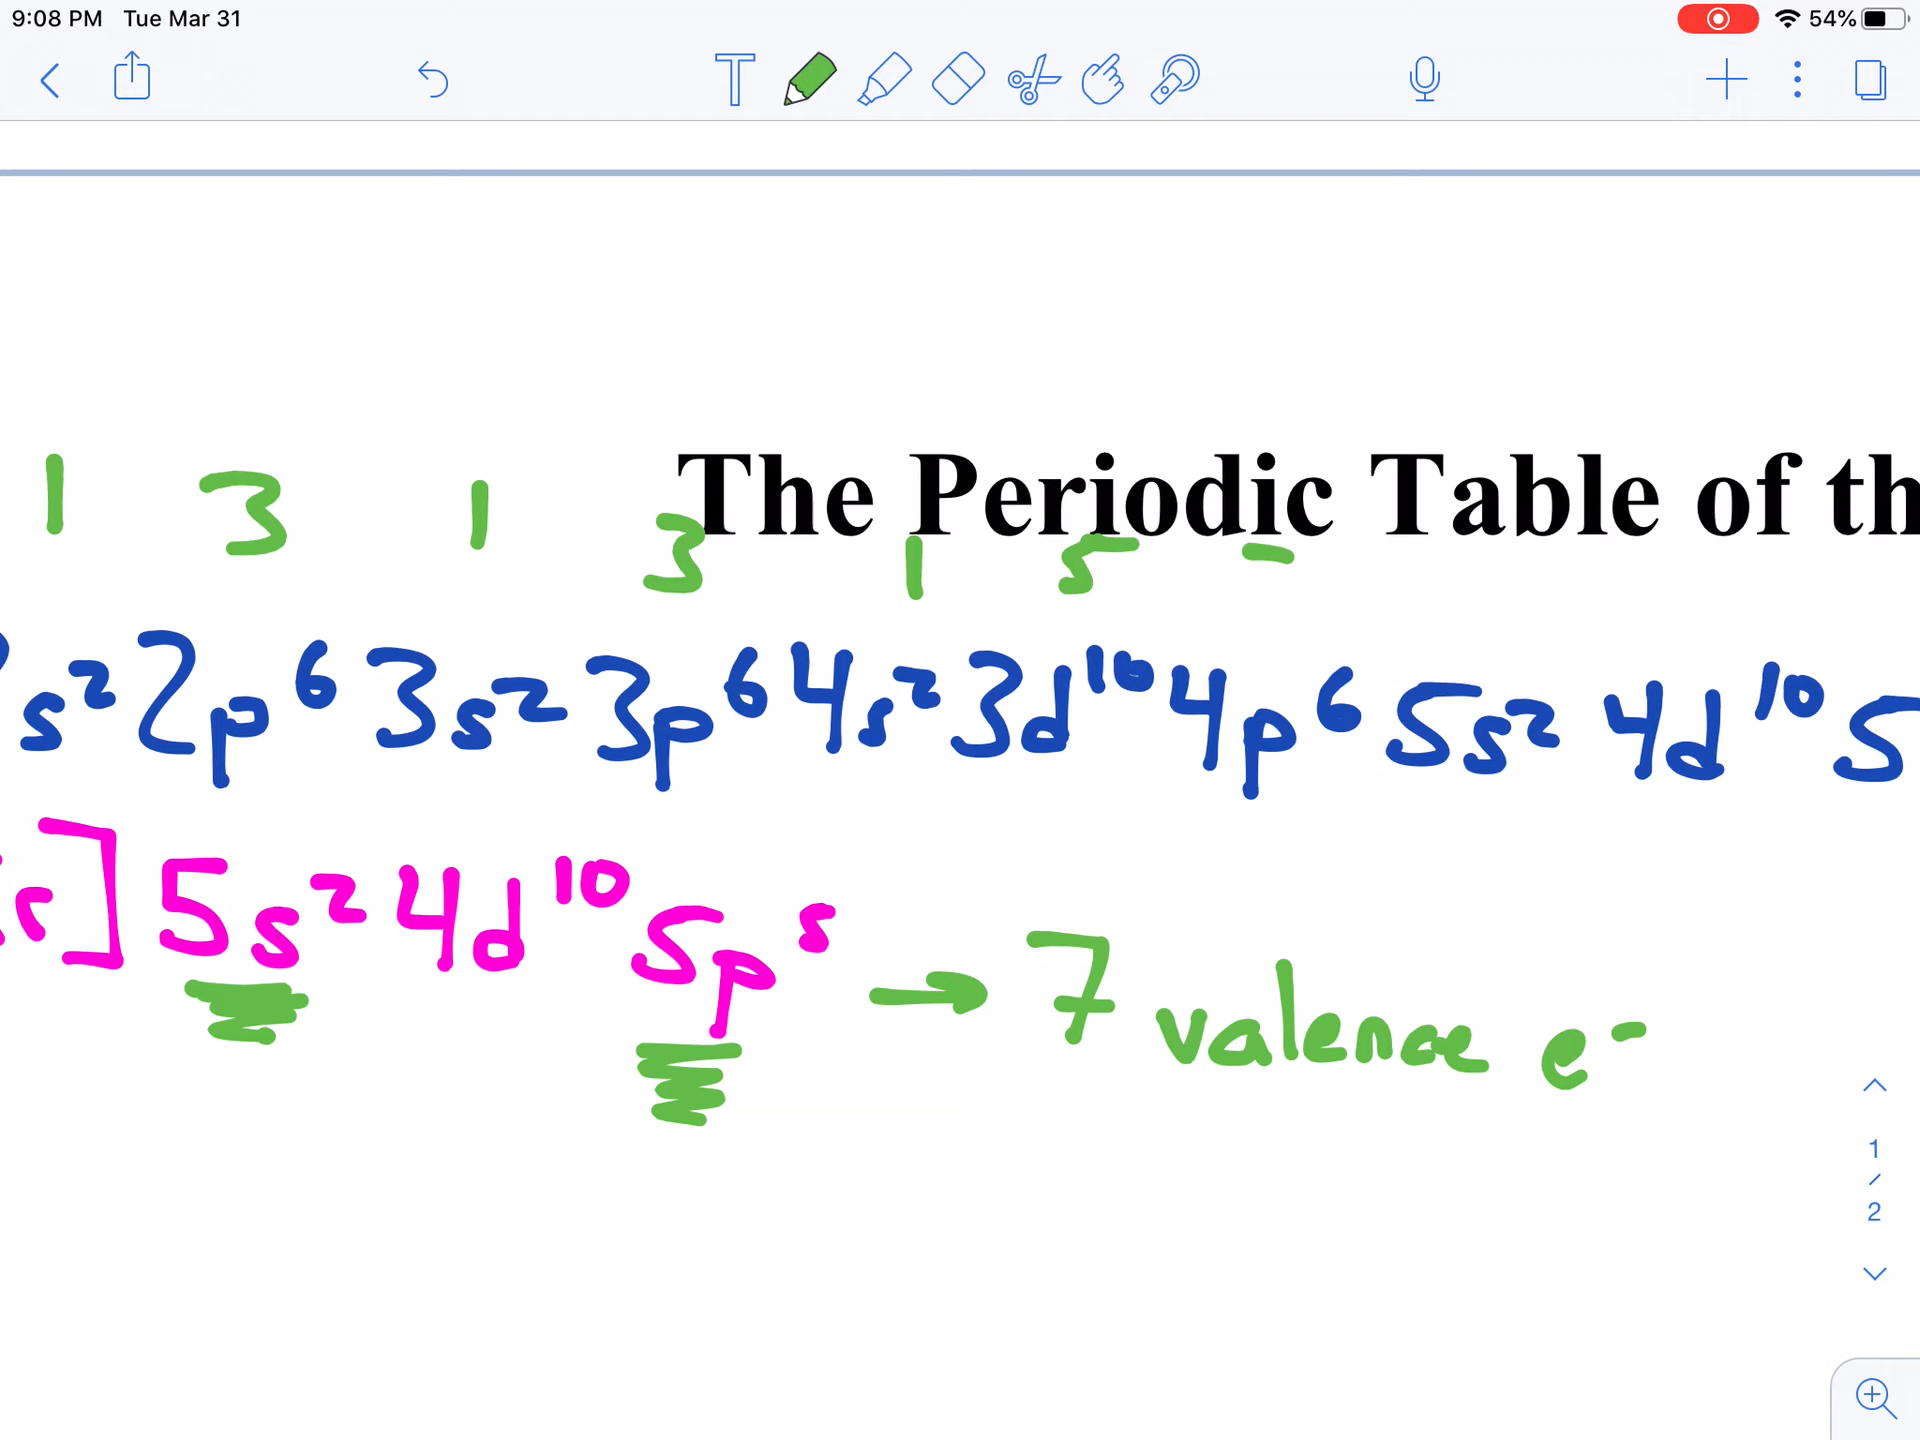 9:08 PM Tue Mar 31 54%
T
The Periodic Table of th
1 3 1 3 1 5 -
s² 2p⁶ 3s² 3p⁶ 4s² 3d¹⁰ 4p⁶ 5s² 4d¹⁰ 5
r] 5s² 4d¹⁰ 5p⁵ → 7 valence e⁻
1
/
2